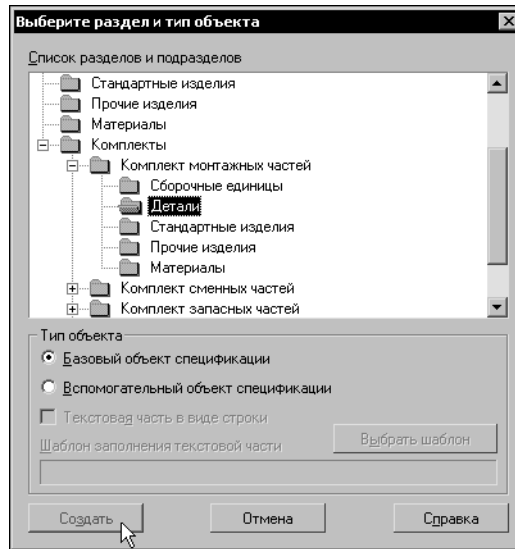 Выберите раздел и тип объекта
Список разделов и подразделов
Стандартные изделия
Прочие изделия
Материалы
Комплекты
Комплект монтажных частей
Сборочные единицы
Детали
Стандартные изделия
Прочие изделия
Материалы
Комплект сменных частей
Комплект запасных частей
Тип объекта
Базовый объект спецификации
Вспомогательный объект спецификации
Текстовая часть в виде строки
Шаблон заполнения текстовой части
Выбрать шаблон
Создать Отмена Справка